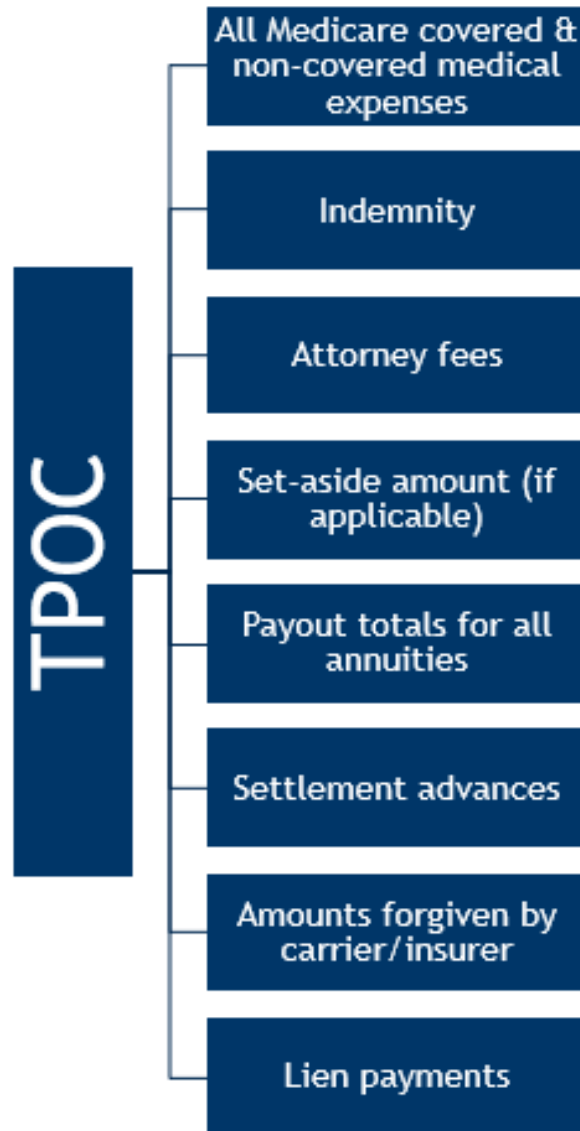 TPOC
All Medicare covered &
non-covered medical
expenses
Indemnity
Attorney fees
Set-aside amount (if
applicable)
Payout totals for all
annuities
Settlement advances
Amounts forgiven by
carrier/insurer
Lien payments